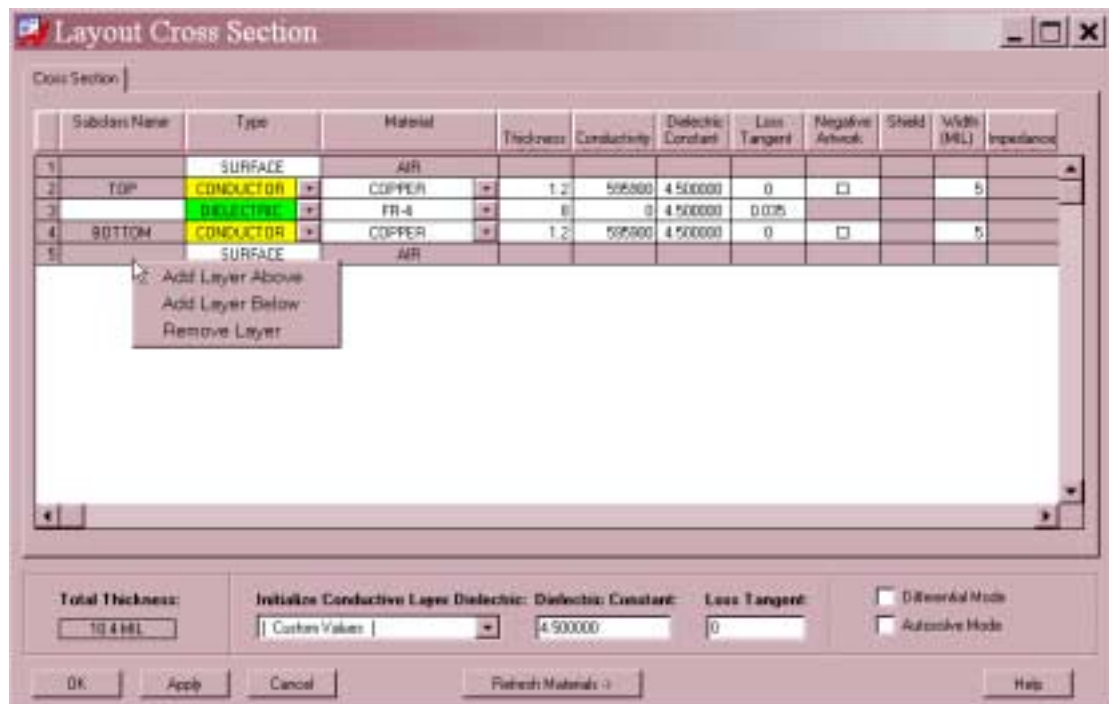 Layout Cross Section
Cross Section
Subclass Name Type Material Thickness Conductivity Dielectric Constant Loss Tangent Negative Artwork Shield Width (MIL) Impedance
1 SURFACE AIR
2 TOP CONDUCTOR COPPER 1.2 595900 4.500000 0 5
3 DIELECTRIC FR-4 8 0 4.500000 0.035
4 BOTTOM CONDUCTOR COPPER 1.2 595900 4.500000 0 5
5 SURFACE AIR
Add Layer Above
Add Layer Below
Remove Layer
Total Thickness: Initialize Conductive Layer Dielectric: Dielectric Constant: Loss Tangent: Differential Mode
10.4 MIL [ Custom Values ] 4.500000 0 Autosolve Mode
OK Apply Cancel Refresh Materials -> Help